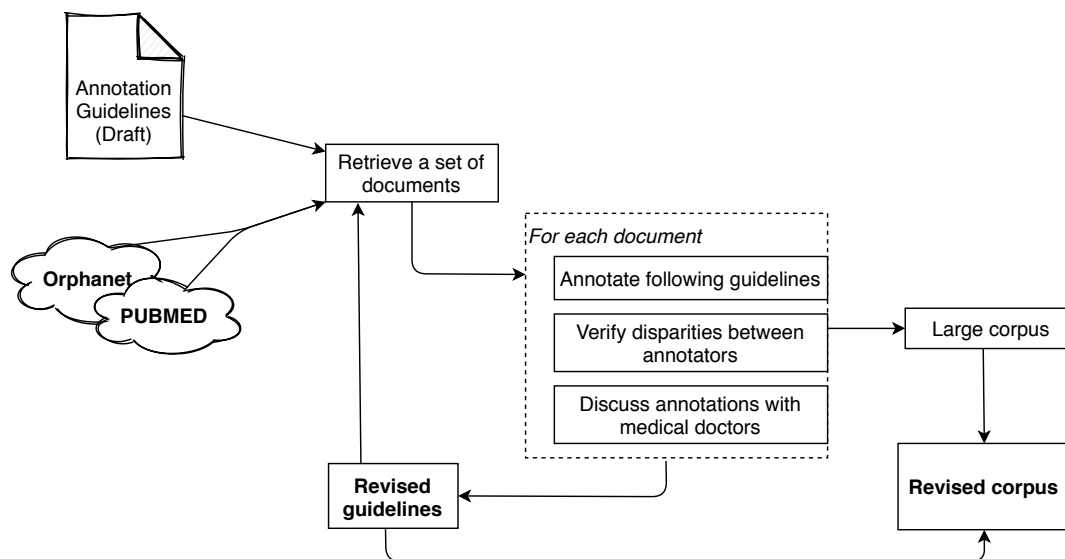 Annotation
Guidelines
(Draft)
Retrieve a set of
documents
Orphanet
PUBMED
For each document
Annotate following guidelines
Verify disparities between
annotators
Discuss annotations with
medical doctors
Large corpus
Revised
guidelines
Revised corpus